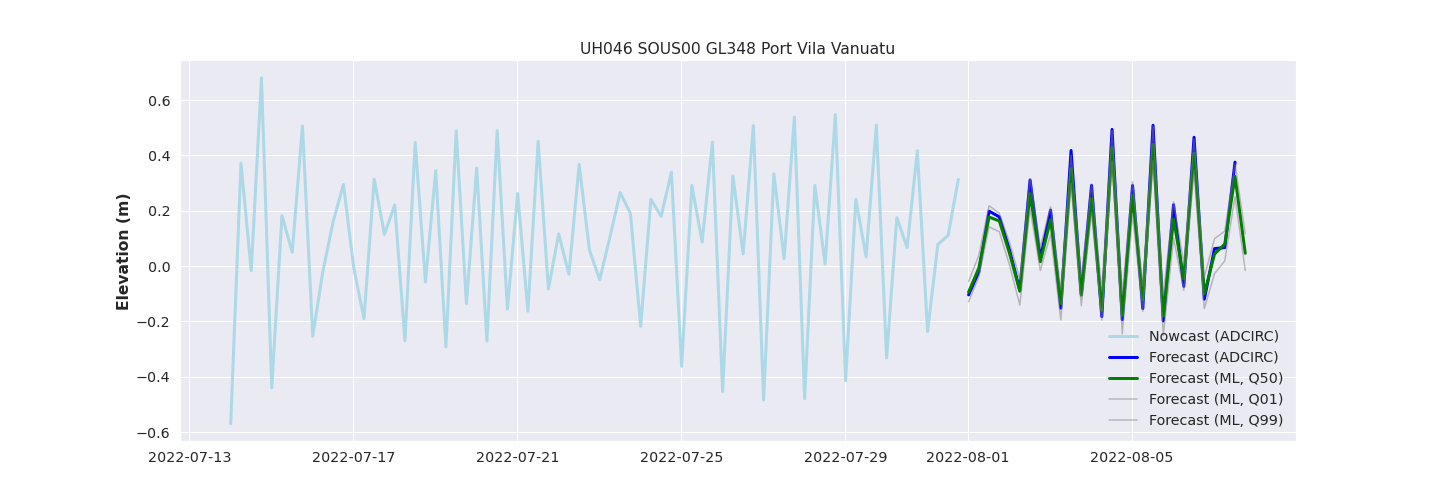 UH046 SOUS00 GL348 Port Vila Vanuatu
Elevation (m)
0.6
0.4
0.2
0.0
−0.2
−0.4
−0.6
Nowcast (ADCIRC)
Forecast (ADCIRC)
Forecast (ML, Q50)
Forecast (ML, Q01)
Forecast (ML, Q99)
2022-07-13 2022-07-17 2022-07-21 2022-07-25 2022-07-29 2022-08-01 2022-08-05